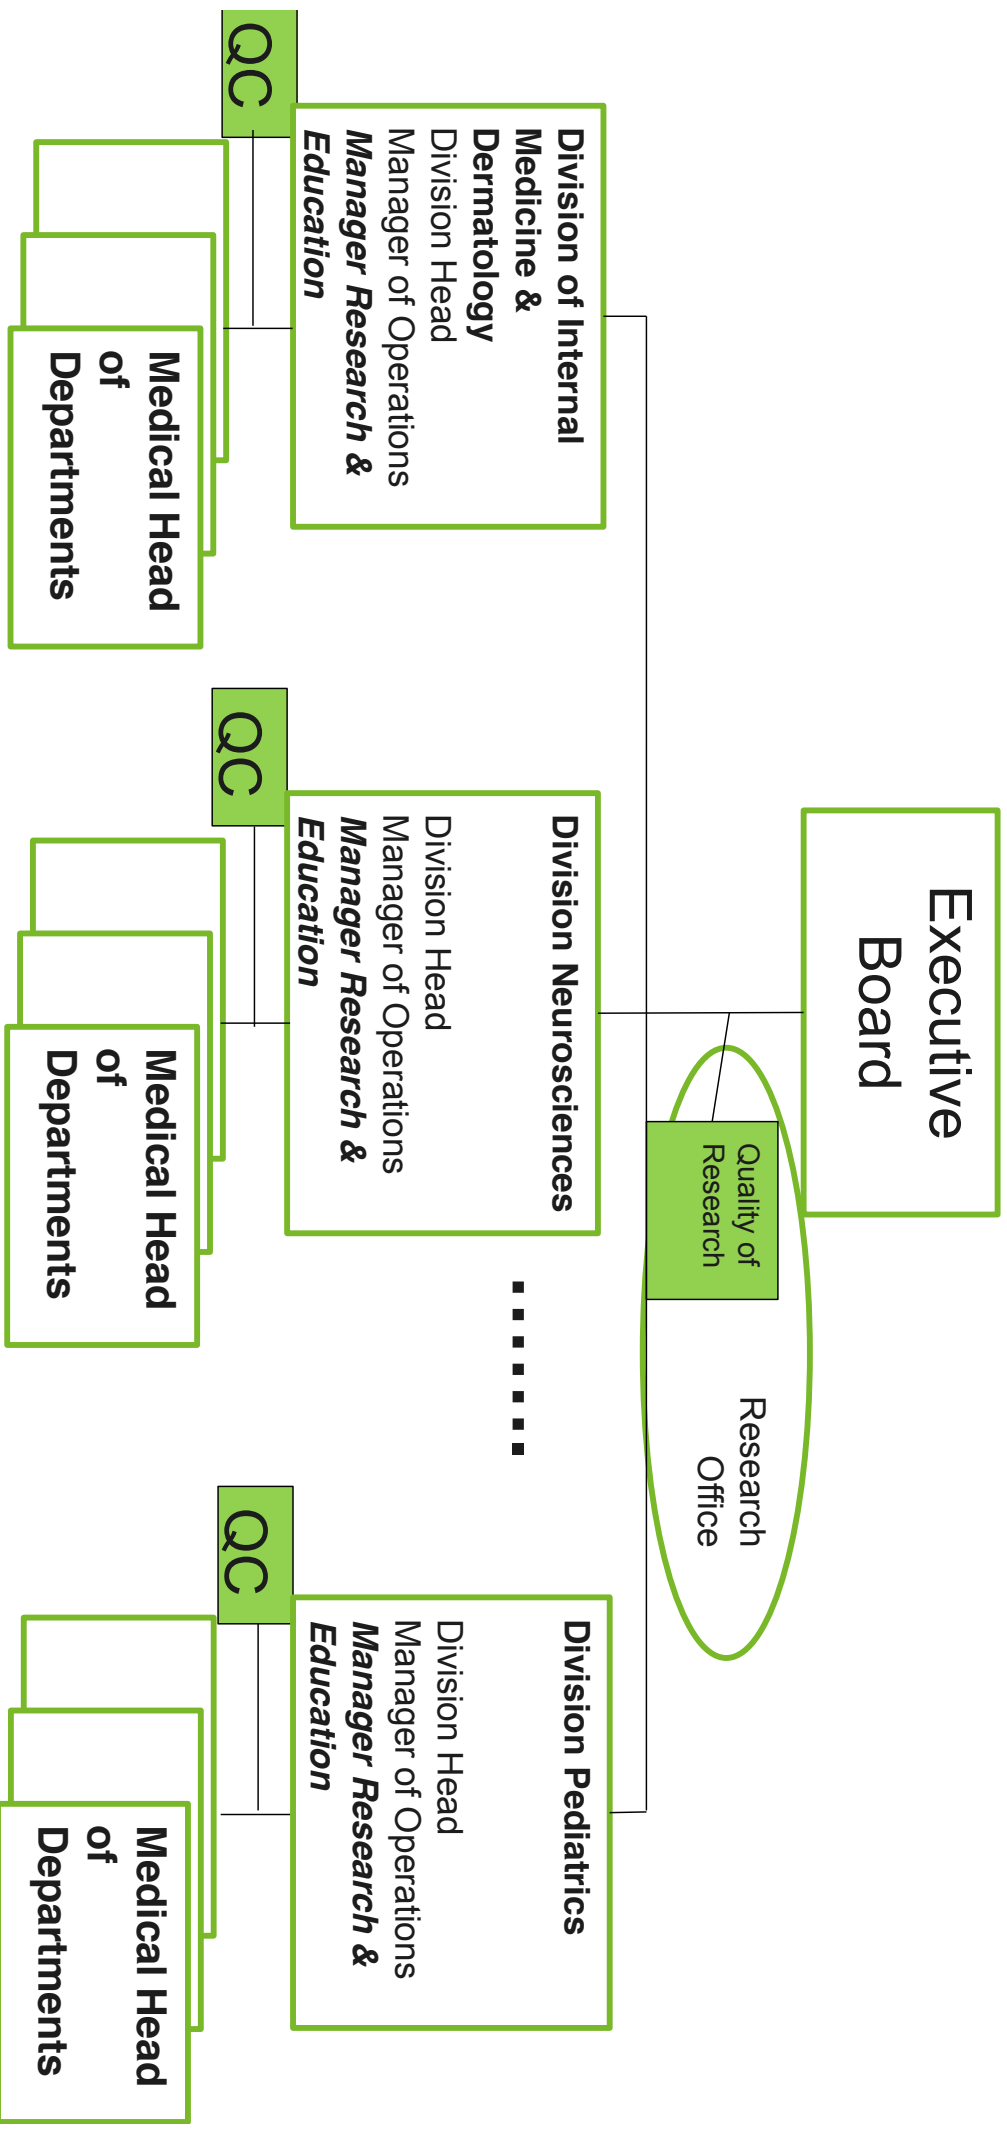 Executive
Board
Quality of
Research
Research
Office
Division of Internal
Medicine &
Dermatology
Division Head
Manager of Operations
Manager Research &
Education
QC
Medical Head
of
Departments
Division Neurosciences
Division Head
Manager of Operations
Manager Research &
Education
QC
Medical Head
of
Departments
.......
Division Pediatrics
Division Head
Manager of Operations
Manager Research &
Education
QC
Medical Head
of
Departments